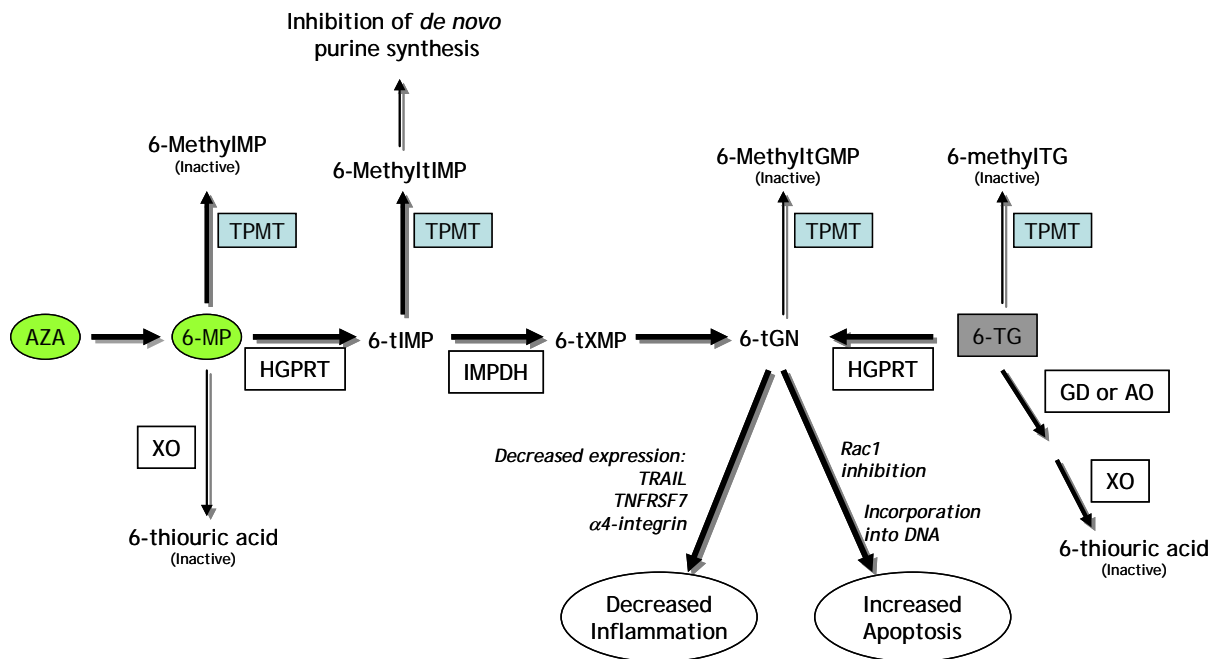 Inhibition of de novo
purine synthesis
6-MethylIMP
(Inactive)
6-MethyltIMP
6-MethyltGMP
(Inactive)
6-methylTG
(Inactive)
TPMT
TPMT
TPMT
TPMT
AZA
6-MP
6-tIMP
6-tXMP
6-tGN
6-TG
HGPRT
IMPDH
HGPRT
GD or AO
XO
XO
Decreased expression:
TRAIL
TNFRSF7
α4-integrin
Rac1
inhibition
Incorporation
into DNA
6-thiouric acid
(Inactive)
6-thiouric acid
(Inactive)
Decreased
Inflammation
Increased
Apoptosis